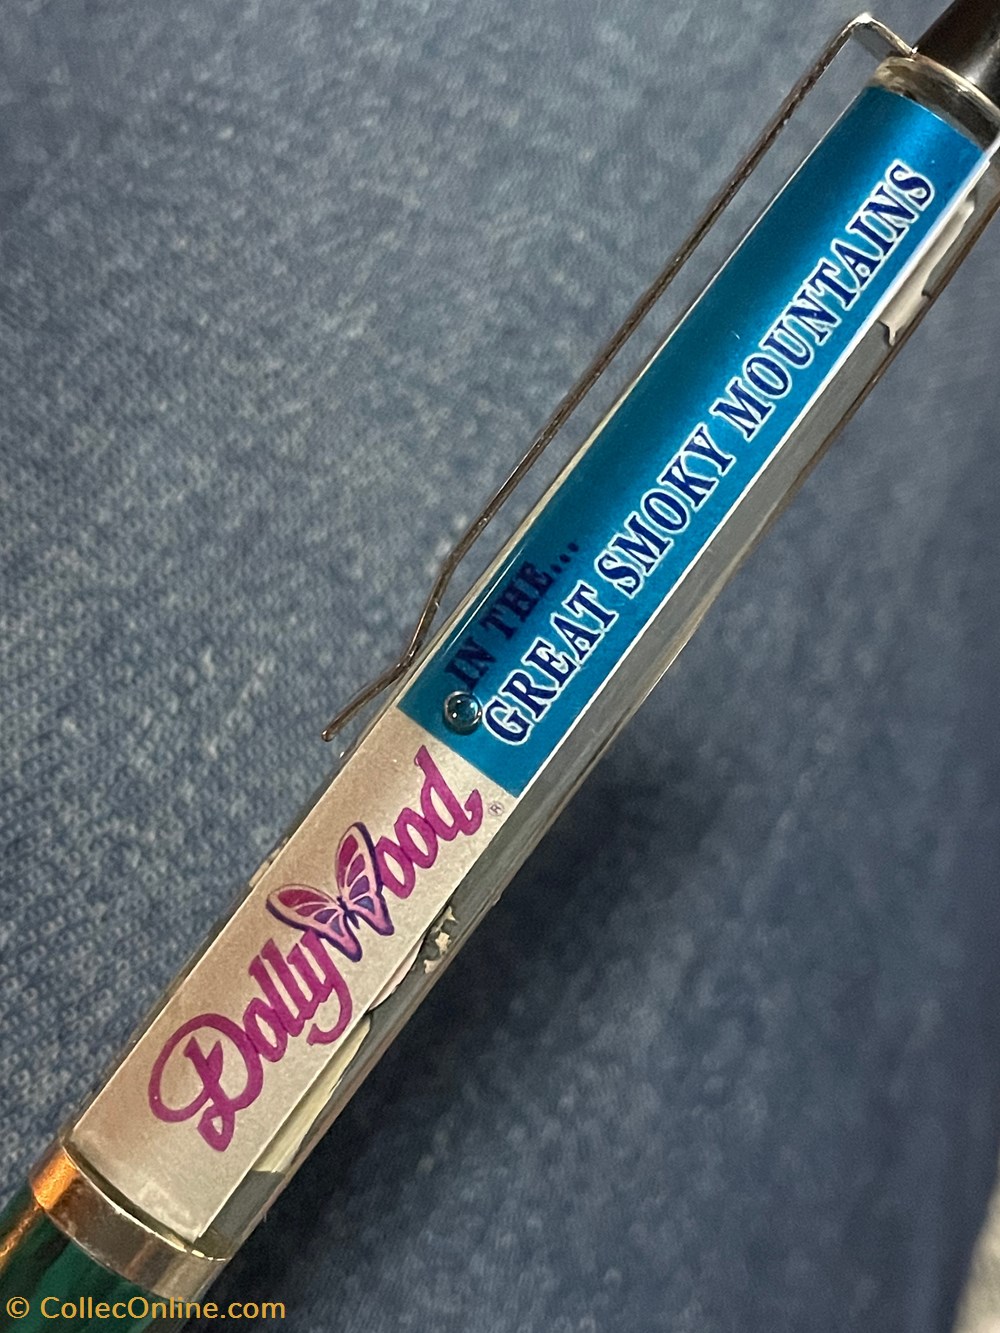 IN THE...
GREAT SMOKY MOUNTAINS
DollyWood ®
© CollecOnline.com